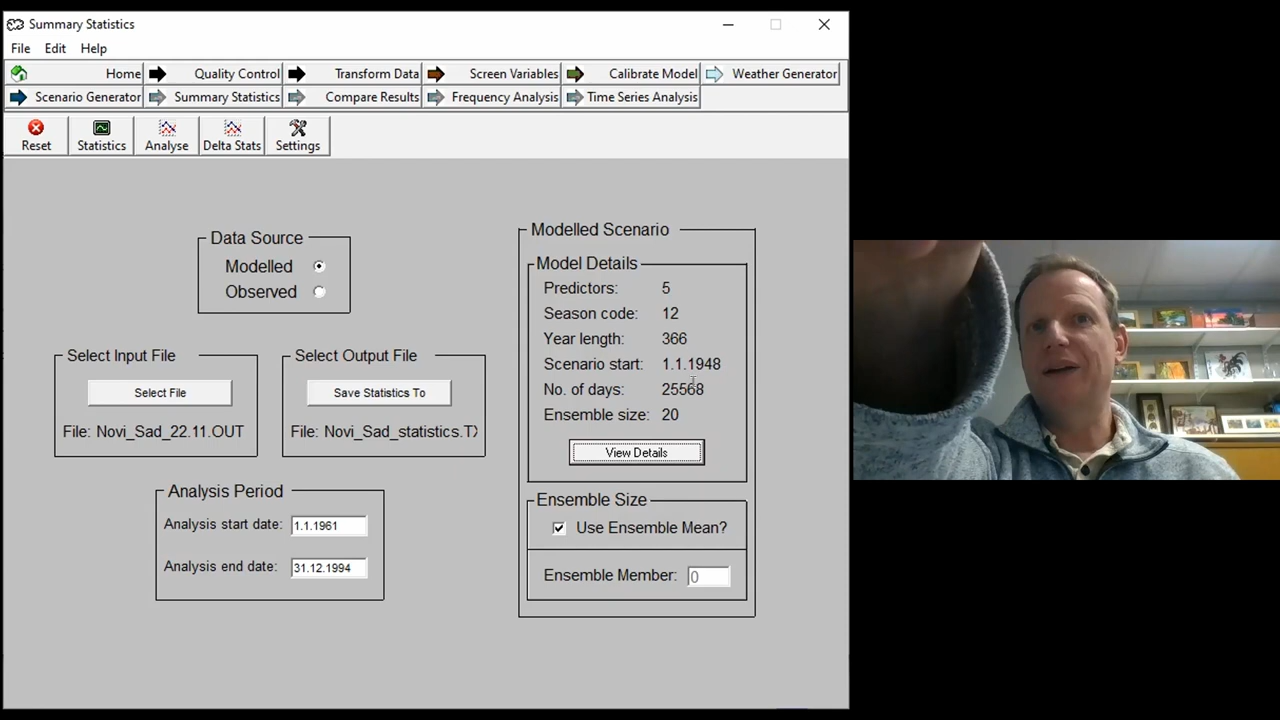 Summary Statistics
File Edit Help
Home Quality Control Transform Data Screen Variables Calibrate Model Weather Generator
Scenario Generator Summary Statistics Compare Results Frequency Analysis Time Series Analysis
Reset Statistics Analyse Delta Stats Settings
Data Source
Modelled
Observed
Select Input File
Select File
File: Novi_Sad_22.11.OUT
Select Output File
Save Statistics To
File: Novi_Sad_statistics.TX
Analysis Period
Analysis start date: 1.1.1961
Analysis end date: 31.12.1994
Modelled Scenario
Model Details
Predictors: 5
Season code: 12
Year length: 366
Scenario start: 1.1.1948
No. of days: 25568
Ensemble size: 20
View Details
Ensemble Size
Use Ensemble Mean?
Ensemble Member: 0